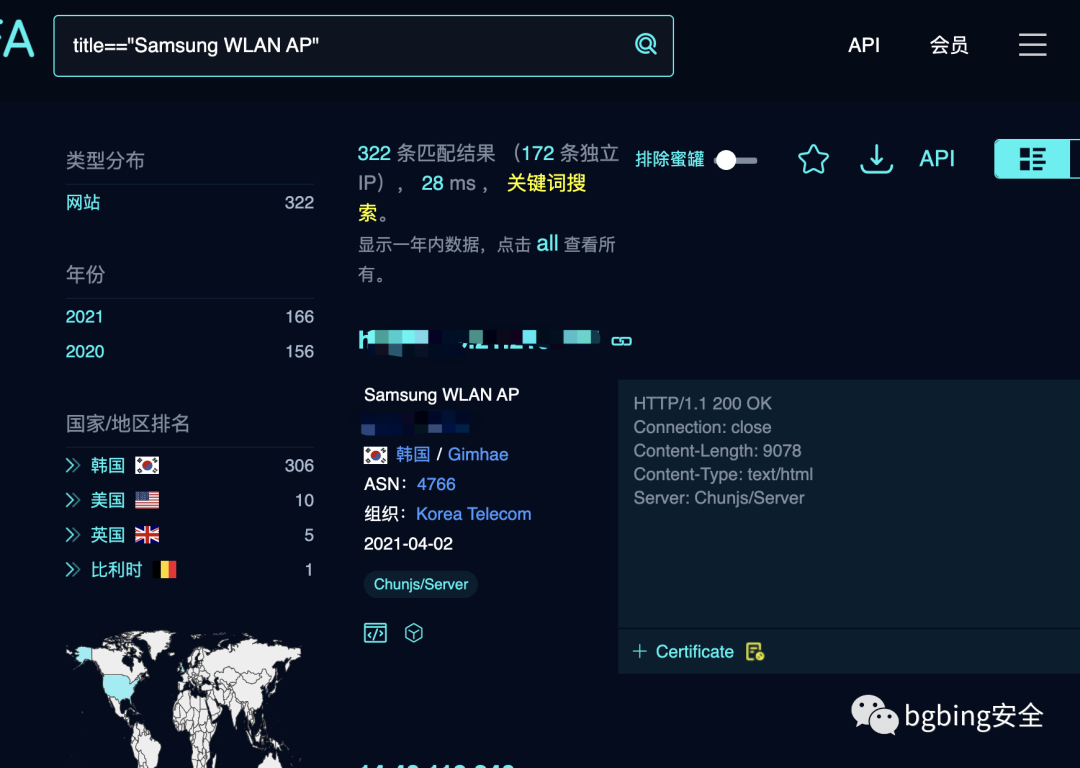 title=="Samsung WLAN AP"
API
会员
类型分布
网站 322
年份
2021 166
2020 156
国家/地区排名
韩国 306
美国 10
英国 5
比利时 1
322 条匹配结果 （172 条独立
IP）， 28 ms ， 关键词搜
索。
显示一年内数据，点击 all 查看所
有。
排除蜜罐
API
Samsung WLAN AP
韩国 / Gimhae
ASN： 4766
组织： Korea Telecom
2021-04-02
Chunjs/Server
HTTP/1.1 200 OK
Connection: close
Content-Length: 9078
Content-Type: text/html
Server: Chunjs/Server
+ Certificate
bgbing安全